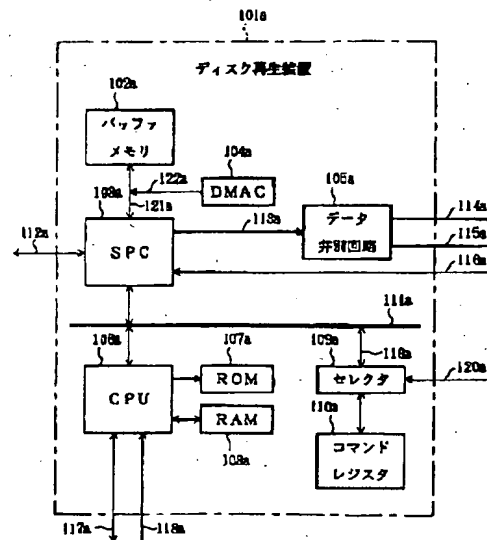 101a
ディスク再生装置
102a
バッファ
メモリ
104a
122a
DMAC
121a
103a
SPC
112a
113a
105a
データ
弁別回路
114a
115a
116a
111a
106a
CPU
107a
ROM
RAM
108a
109a
118a
セレクタ
120a
110a
コマンド
レジスタ
117a
118a